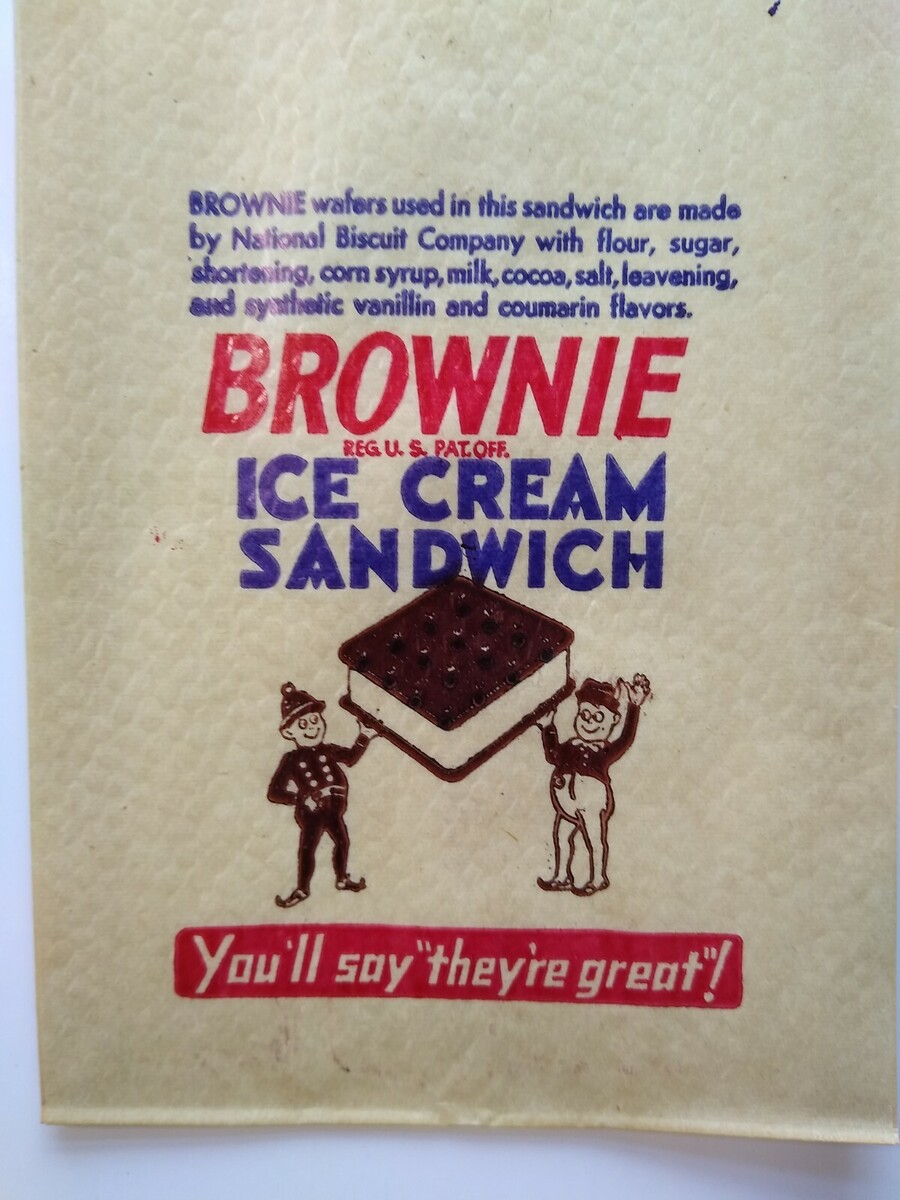 BROWNIE wafers used in this sandwich are made
by National Biscuit Company with flour, sugar,
shortening, corn syrup, milk, cocoa, salt, leavening,
and synthetic vanillin and coumarin flavors.
BROWNIE
REG. U. S. PAT. OFF.
ICE CREAM
SANDWICH
You'll say "they're great"!